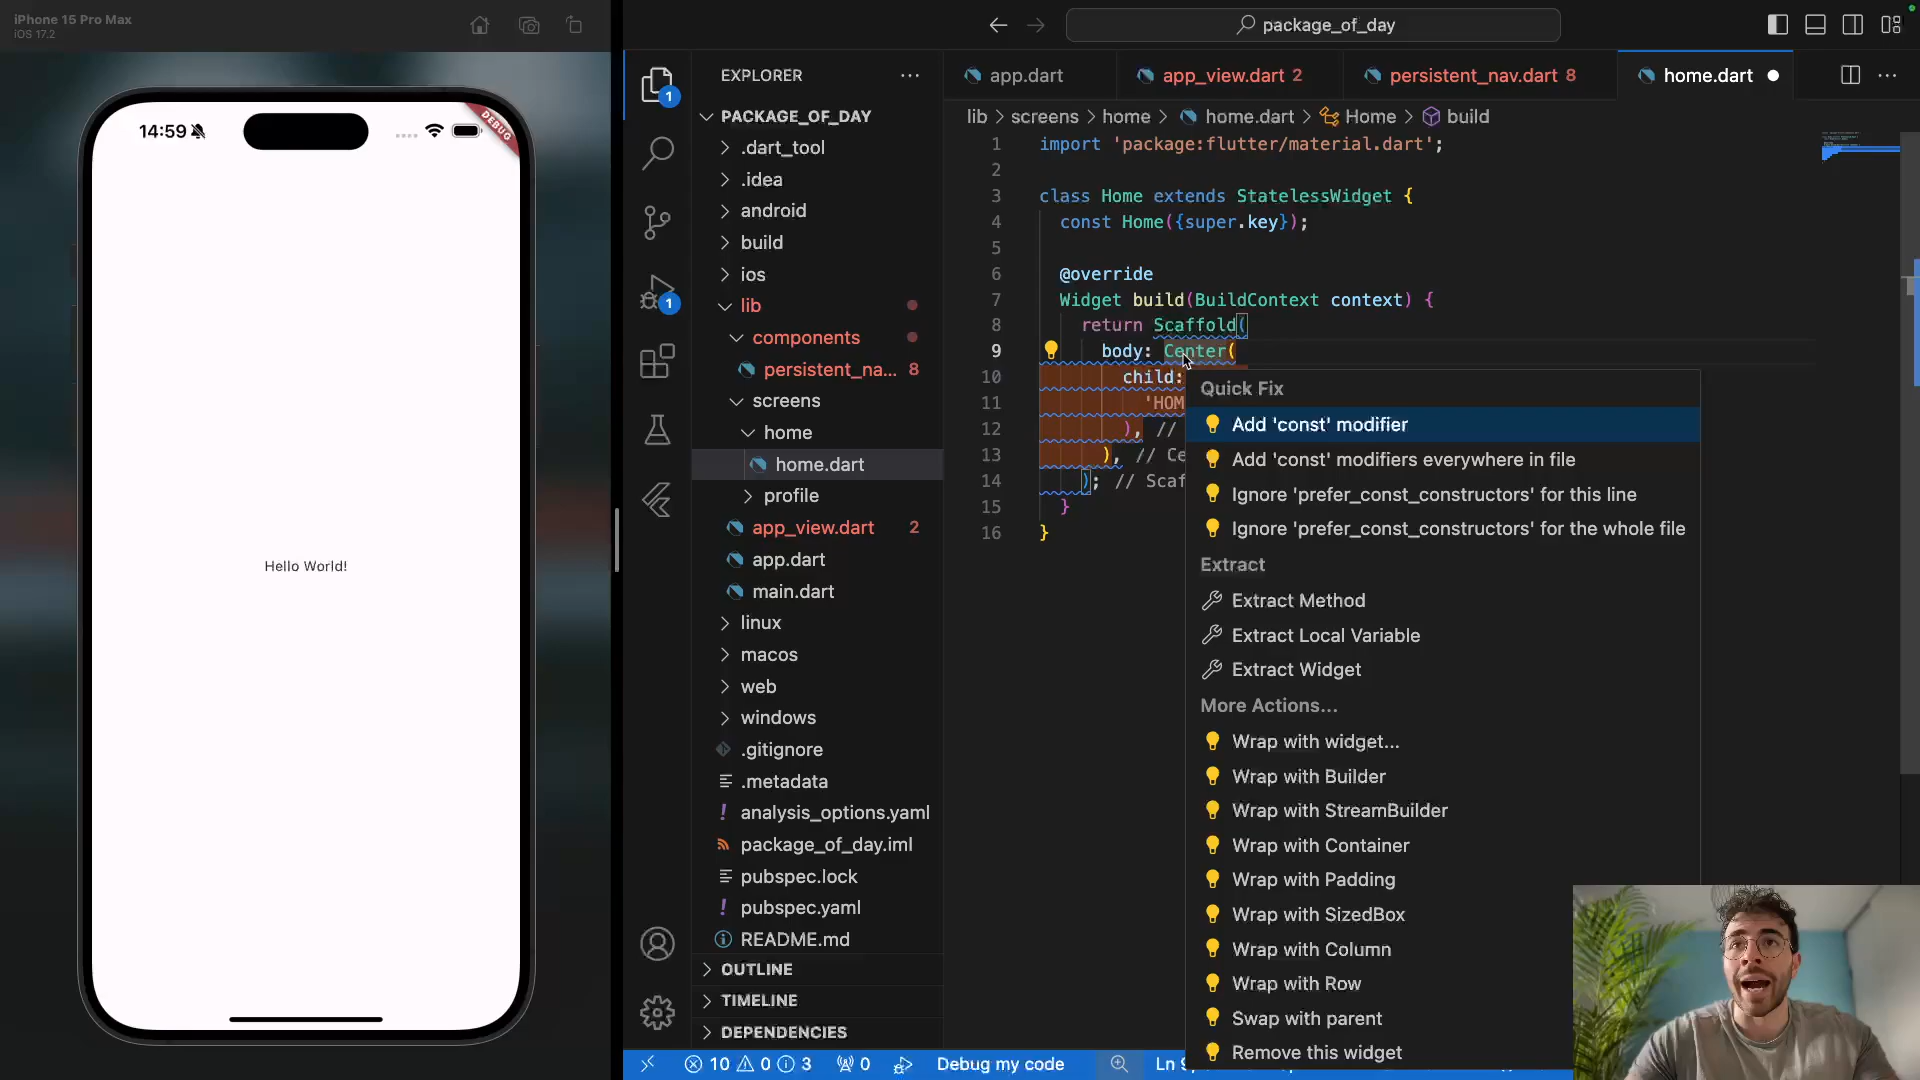 iPhone 15 Pro Max
iOS 17.2
14:59
DEBUG
Hello World!
package_of_day
1
1
EXPLORER
PACKAGE_OF_DAY
.dart_tool
.idea
android
build
ios
lib
components
persistent_na... 8
screens
home
home.dart
profile
app_view.dart 2
app.dart
main.dart
linux
macos
web
windows
.gitignore
.metadata
analysis_options.yaml
package_of_day.iml
pubspec.lock
pubspec.yaml
README.md
OUTLINE
TIMELINE
DEPENDENCIES
app.dart app_view.dart 2 persistent_nav.dart 8 home.dart
lib > screens > home > home.dart > Home > build
1 import 'package:flutter/material.dart';
2
3 class Home extends StatelessWidget {
4 const Home({super.key});
5
6 @override
7 Widget build(BuildContext context) {
8 return Scaffold(
9 body: Center(
10 child:
11 'HOM
12 ), //
13 ), // Ce
14 ); // Scaf
15 }
16 }
Quick Fix
Add 'const' modifier
Add 'const' modifiers everywhere in file
Ignore 'prefer_const_constructors' for this line
Ignore 'prefer_const_constructors' for the whole file
Extract
Extract Method
Extract Local Variable
Extract Widget
More Actions...
Wrap with widget...
Wrap with Builder
Wrap with StreamBuilder
Wrap with Container
Wrap with Padding
Wrap with SizedBox
Wrap with Column
Wrap with Row
Swap with parent
Remove this widget
10 0 3 0 Debug my code Ln